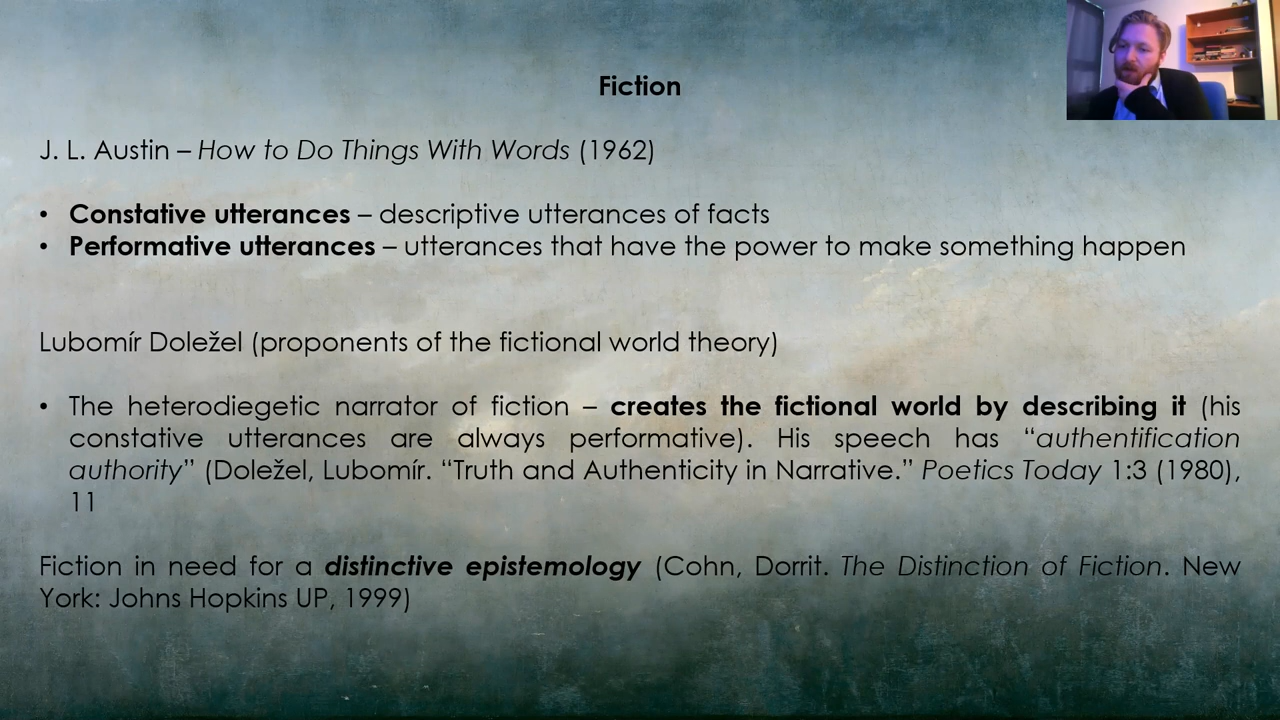 Fiction
J. L. Austin – How to Do Things With Words (1962)
• Constative utterances – descriptive utterances of facts
• Performative utterances – utterances that have the power to make something happen
Lubomír Doležel (proponents of the fictional world theory)
• The heterodiegetic narrator of fiction – creates the fictional world by describing it (his
constative utterances are always performative). His speech has “authentification
authority” (Doležel, Lubomír. “Truth and Authenticity in Narrative.” Poetics Today 1:3 (1980),
11
Fiction in need for a distinctive epistemology (Cohn, Dorrit. The Distinction of Fiction. New
York: Johns Hopkins UP, 1999)